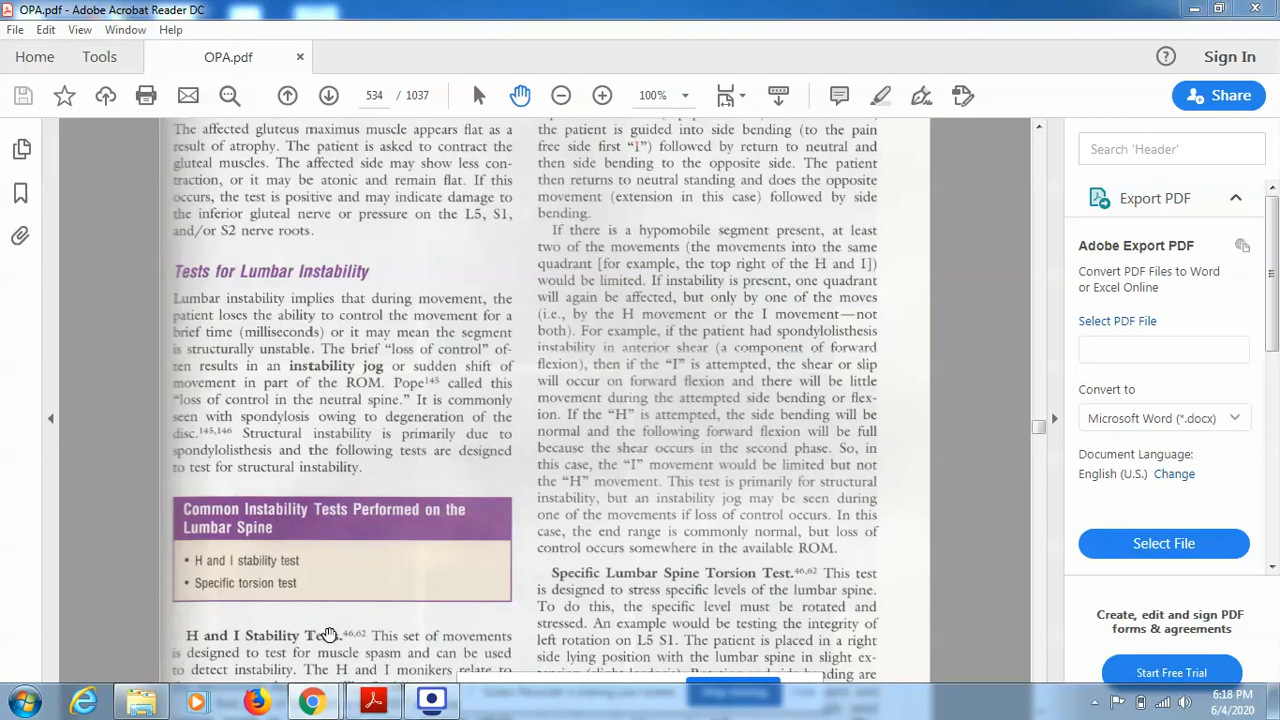 OPA.pdf - Adobe Acrobat Reader DC
File Edit View Window Help
Home Tools OPA.pdf × Sign In
534 / 1037 100% Share
The affected gluteus maximus muscle appears flat as a
result of atrophy. The patient is asked to contract the
gluteal muscles. The affected side may show less con-
traction, or it may be atonic and remain flat. If this
occurs, the test is positive and may indicate damage to
the inferior gluteal nerve or pressure on the L5, S1,
and/or S2 nerve roots.
Tests for Lumbar Instability
Lumbar instability implies that during movement, the
patient loses the ability to control the movement for a
brief time (milliseconds) or it may mean the segment
is structurally unstable. The brief “loss of control” of-
ten results in an instability jog or sudden shift of
movement in part of the ROM. Pope145 called this
“loss of control in the neutral spine.” It is commonly
seen with spondylosis owing to degeneration of the
disc.145,146 Structural instability is primarily due to
spondylolisthesis and the following tests are designed
to test for structural instability.
Common Instability Tests Performed on the
Lumbar Spine
• H and I stability test
• Specific torsion test
H and I Stability 46,62 This set of movements
is designed to test for muscle spasm and can be used
to detect instability. The H and I monikers relate to
the patient is guided into side bending (to the pain
free side first “I”) followed by return to neutral and
then side bending to the opposite side. The patient
then returns to neutral standing and does the opposite
movement (extension in this case) followed by side
bending.
If there is a hypomobile segment present, at least
two of the movements (the movements into the same
quadrant [for example, the top right of the H and I])
would be limited. If instability is present, one quadrant
will again be affected, but only by one of the moves
(i.e., by the H movement or the I movement—not
both). For example, if the patient had spondylolisthesis
instability in anterior shear (a component of forward
flexion), then if the “I” is attempted, the shear or slip
will occur on forward flexion and there will be little
movement during the attempted side bending or flex-
ion. If the “H” is attempted, the side bending will be
normal and the following forward flexion will be full
because the shear occurs in the second phase. So, in
this case, the “I” movement would be limited but not
the “H” movement. This test is primarily for structural
instability, but an instability jog may be seen during
one of the movements if loss of control occurs. In this
case, the end range is commonly normal, but loss of
control occurs somewhere in the available ROM.
Specific Lumbar Spine Torsion Test.46,62 This test
is designed to stress specific levels of the lumbar spine.
To do this, the specific level must be rotated and
stressed. An example would be testing the integrity of
left rotation on L5 S1. The patient is placed in a right
side lying position with the lumbar spine in slight ex-
Search 'Header'
Export PDF
Adobe Export PDF
Convert PDF Files to Word
or Excel Online
Select PDF File
Convert to
Microsoft Word (*.docx)
Document Language:
English (U.S.) Change
Select File
Create, edit and sign PDF
forms & agreements
Start Free Trial
6:18 PM
6/4/2020